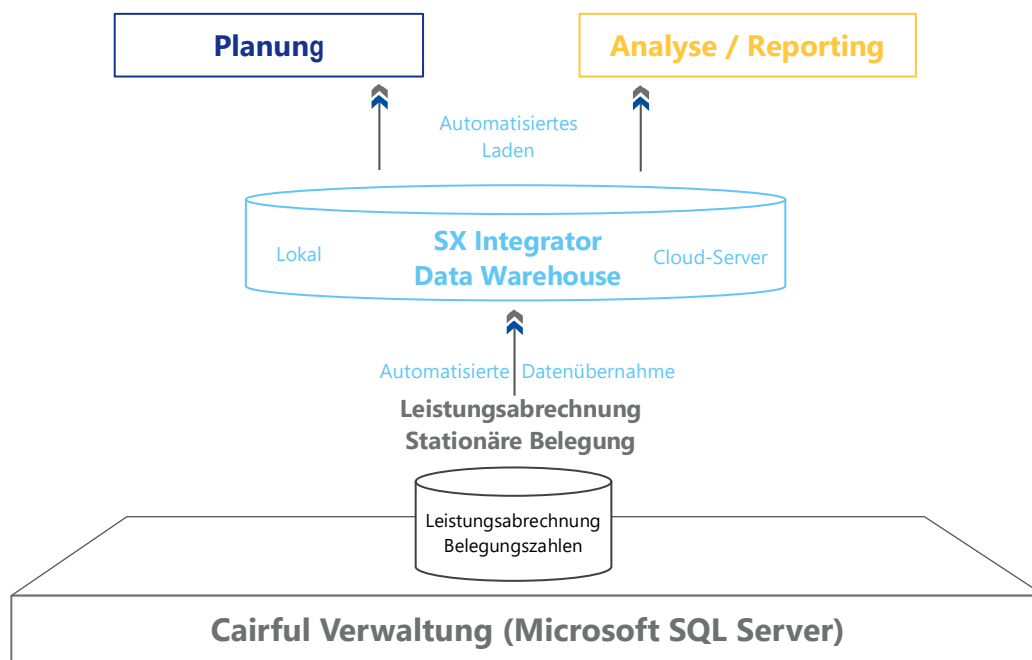 Planung
Analyse / Reporting
Automatisiertes
Laden
SX Integrator
Data Warehouse
Lokal
Cloud-Server
Automatisierte Datenübernahme
Leistungsabrechnung
Stationäre Belegung
Leistungsabrechnung
Belegungszahlen
Cairful Verwaltung (Microsoft SQL Server)